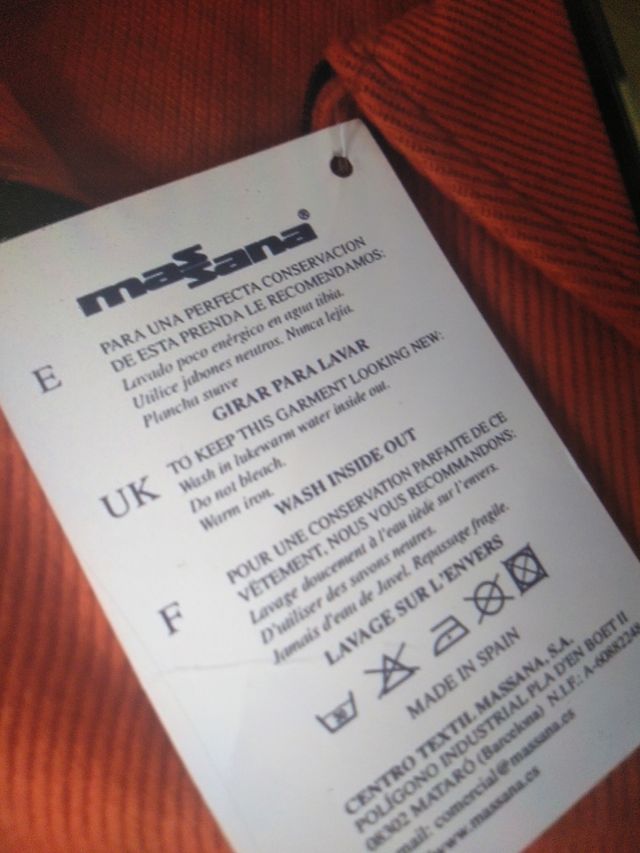 massana®
E
PARA UNA PERFECTA CONSERVACION
DE ESTA PRENDA LE RECOMENDAMOS:
Lavado poco enérgico en agua tibia.
Utilice jabones neutros. Nunca lejía.
Plancha suave
GIRAR PARA LAVAR
UK
TO KEEP THIS GARMENT LOOKING NEW:
Wash in lukewarm water inside out.
Do not bleach.
Warm iron.
WASH INSIDE OUT
F
POUR UNE CONSERVATION PARFAITE DE CE
VÊTEMENT, NOUS VOUS RECOMMANDONS:
Lavage doucement à l'eau tiède sur l'envers.
D'utiliser des savons neutres.
Jamais d'eau de Javel. Repassage fragile.
LAVAGE SUR L'ENVERS
MADE IN SPAIN
CENTRO TEXTIL MASSANA, S.A.
POLÍGONO INDUSTRIAL PLA D'EN BOET II
08302 MATARÓ (Barcelona) N.I.F.: A-60882248
email: comercial@massana.es
www.massana.es